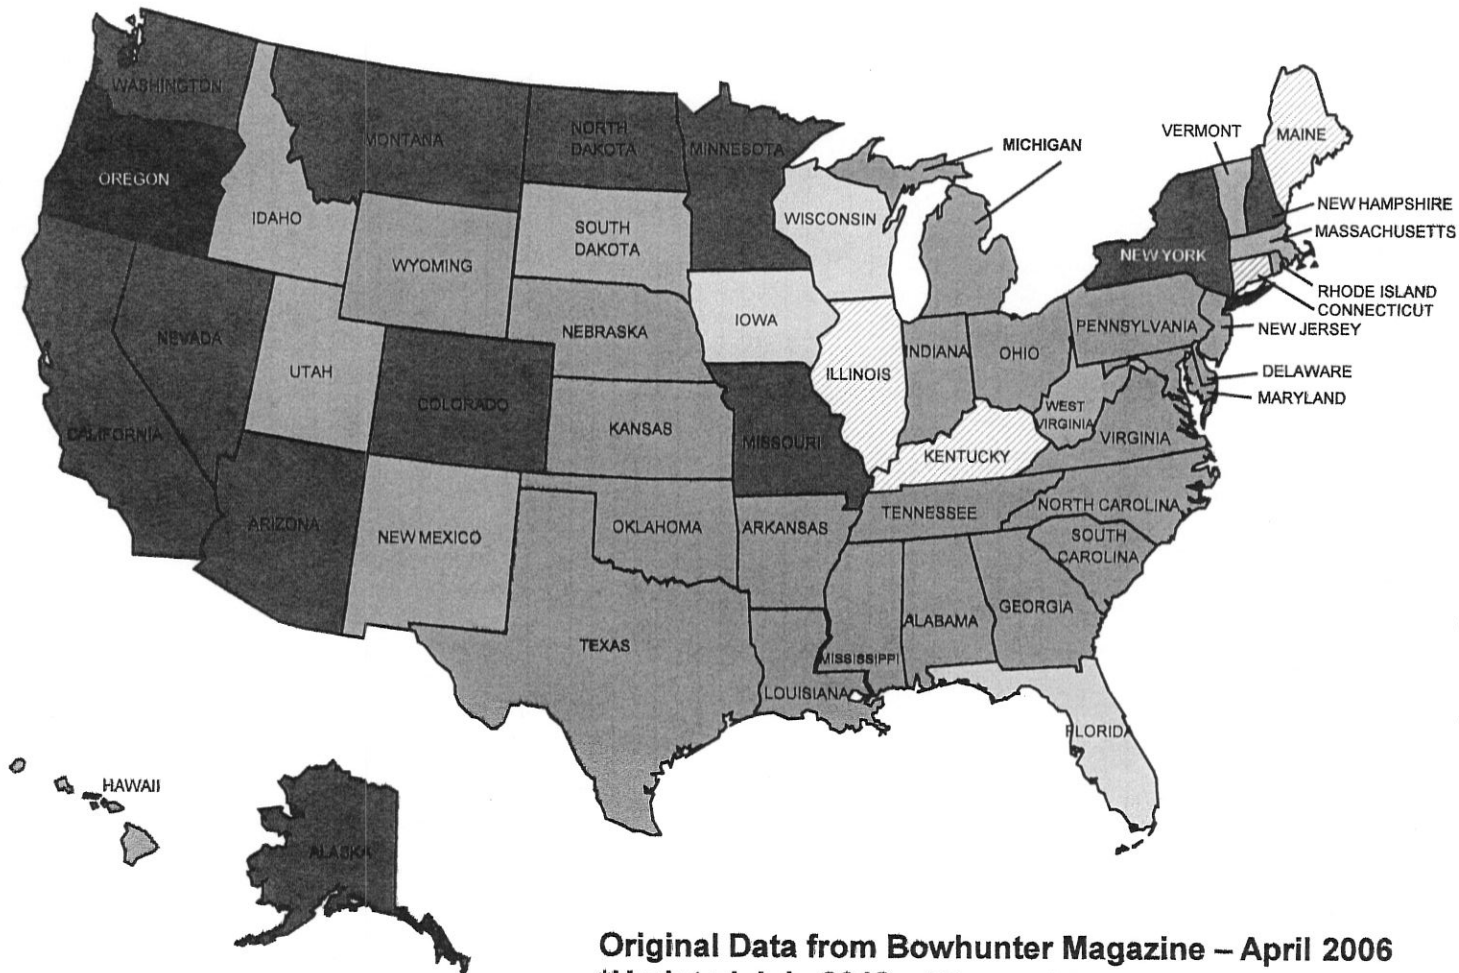 WASHINGTON
MONTANA
NORTH
DAKOTA
MINNESOTA
MICHIGAN
VERMONT
MAINE
OREGON
IDAHO
SOUTH
DAKOTA
WISCONSIN
NEW HAMPSHIRE
MASSACHUSETTS
WYOMING
NEW YORK
RHODE ISLAND
CONNECTICUT
NEVADA
NEBRASKA
IOWA
PENNSYLVANIA
NEW JERSEY
UTAH
ILLINOIS
INDIANA
OHIO
DELAWARE
MARYLAND
CALIFORNIA
COLORADO
KANSAS
MISSOURI
WEST
VIRGINIA
VIRGINIA
KENTUCKY
ARIZONA
NEW MEXICO
OKLAHOMA
ARKANSAS
TENNESSEE
NORTH CAROLINA
SOUTH
CAROLINA
TEXAS
MISSISSIPPI
ALABAMA
GEORGIA
LOUISIANA
FLORIDA
HAWAII
ALASKA
Original Data from Bowhunter Magazine – April 2006